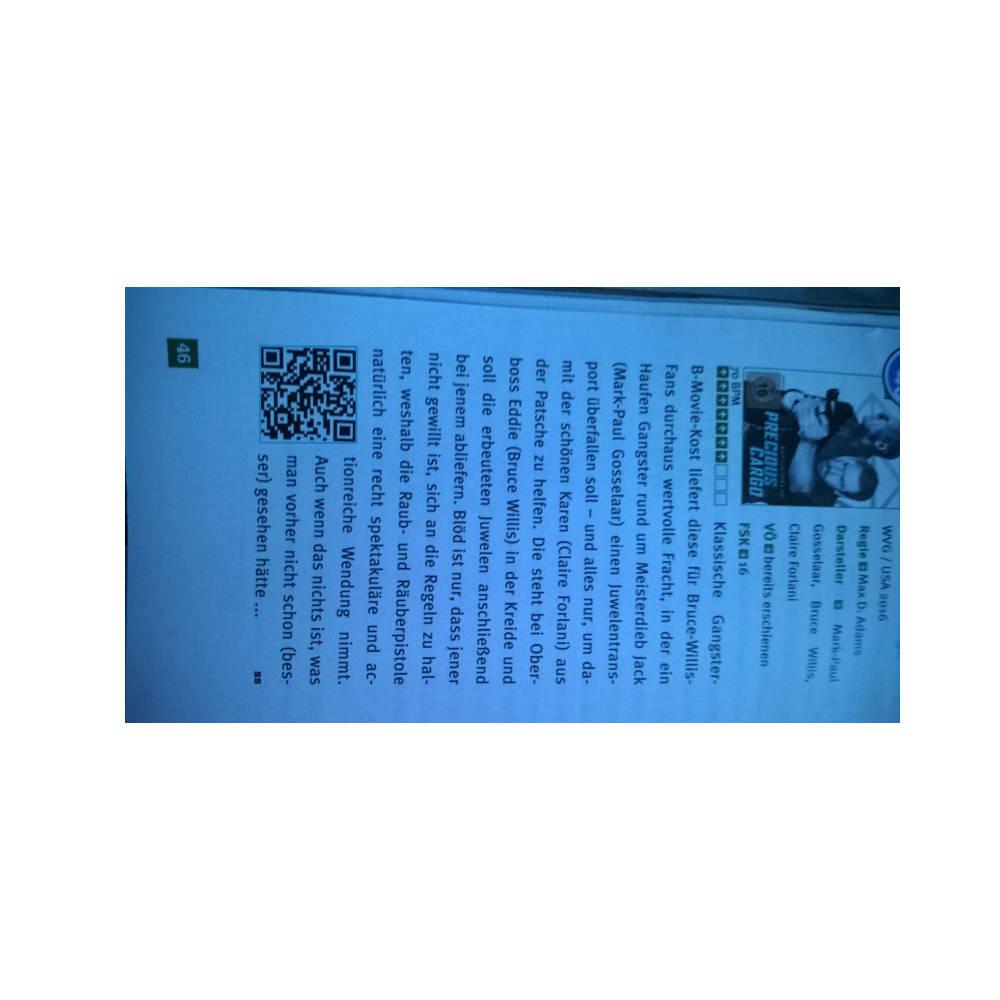 WVG / USA 2016
Regie Max D. Adams
Darsteller Mark-Paul
Gosselaar, Bruce Willis,
Claire Forlani
VÖ bereits erschienen
FSK 16
16
PRECIOUS
CARGO
70 BPM
Klassische Gangster-
B-Movie-Kost liefert diese für Bruce-Willis-
Fans durchaus wertvolle Fracht, in der ein
Haufen Gangster rund um Meisterdieb Jack
(Mark-Paul Gosselaar) einen Juwelentrans-
port überfallen soll – und alles nur, um da-
mit der schönen Karen (Claire Forlani) aus
der Patsche zu helfen. Die steht bei Ober-
boss Eddie (Bruce Willis) in der Kreide und
soll die erbeuteten Juwelen anschließend
bei jenem abliefern. Blöd ist nur, dass jener
nicht gewillt ist, sich an die Regeln zu hal-
ten, weshalb die Raub- und Räuberpistole
natürlich eine recht spektakuläre und ac-
tionreiche Wendung nimmt.
Auch wenn das nichts ist, was
man vorher nicht schon (bes-
ser) gesehen hätte ...
ss
46